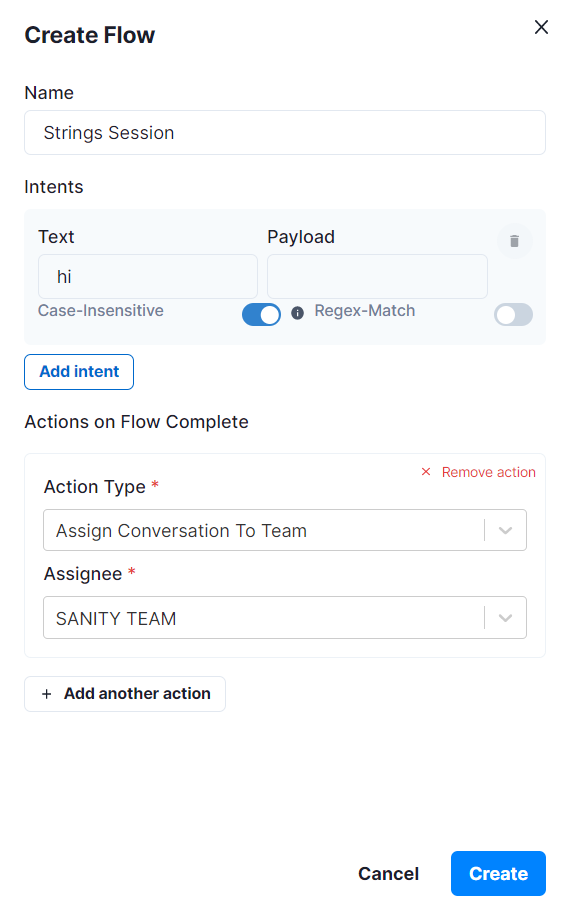 Create Flow
Name
Strings Session
Intents
Text Payload
hi
Case-Insensitive Regex-Match
Add intent
Actions on Flow Complete
Remove action
Action Type *
Assign Conversation To Team
Assignee *
SANITY TEAM
+ Add another action
Cancel Create